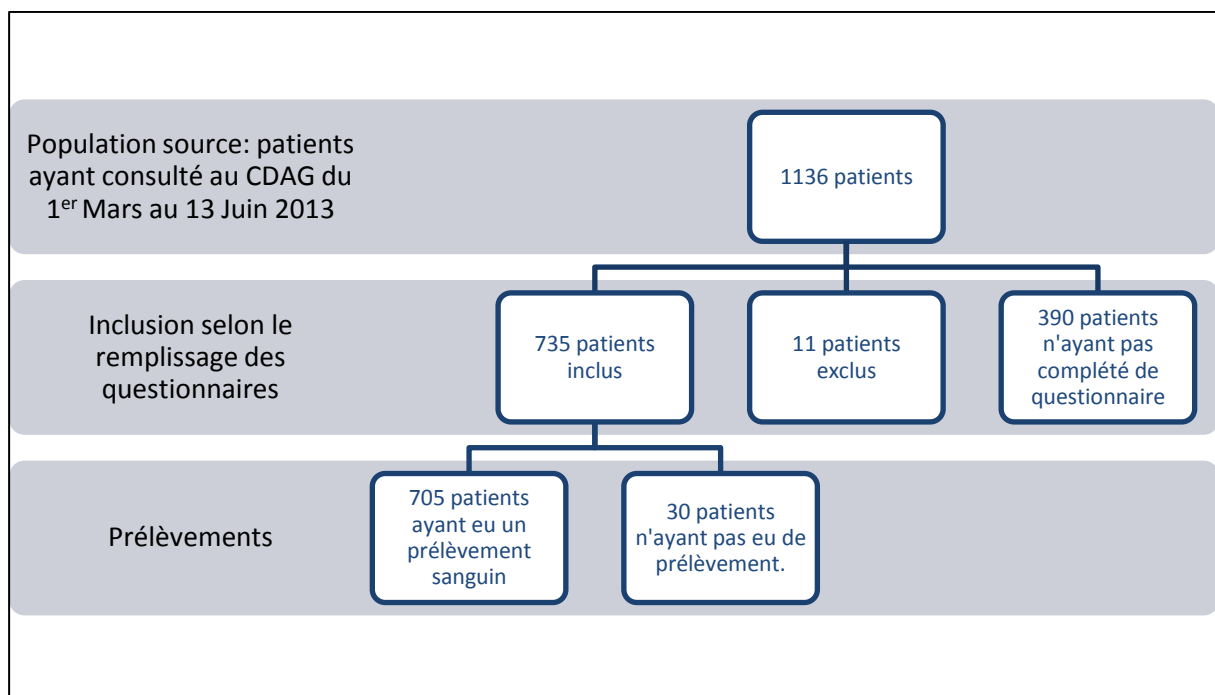 Population source: patients
ayant consulté au CDAG du
1er Mars au 13 Juin 2013
1136 patients
Inclusion selon le
remplissage des
questionnaires
735 patients
inclus
11 patients
exclus
390 patients
n'ayant pas
complété de
questionnaire
Prélèvements
705 patients
ayant eu un
prélèvement
sanguin
30 patients
n'ayant pas eu de
prélèvement.